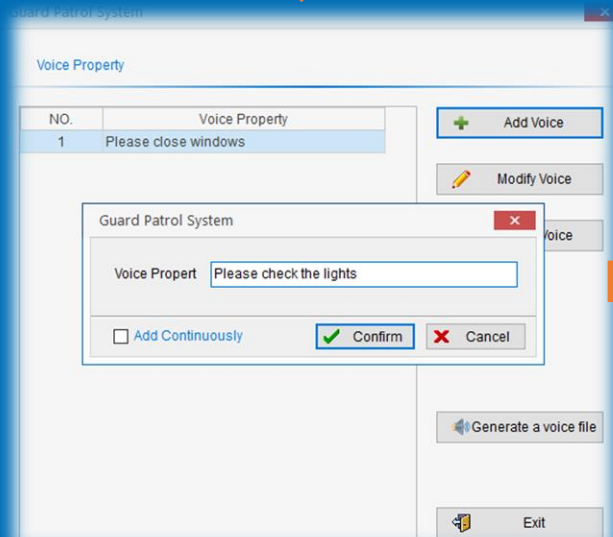 Guard Patrol System
Voice Property
NO. Voice Property
1 Please close windows
Add Voice
Modify Voice
Voice
Guard Patrol System
Voice Propert Please check the lights
Add Continuously Confirm Cancel
Generate a voice file
Exit